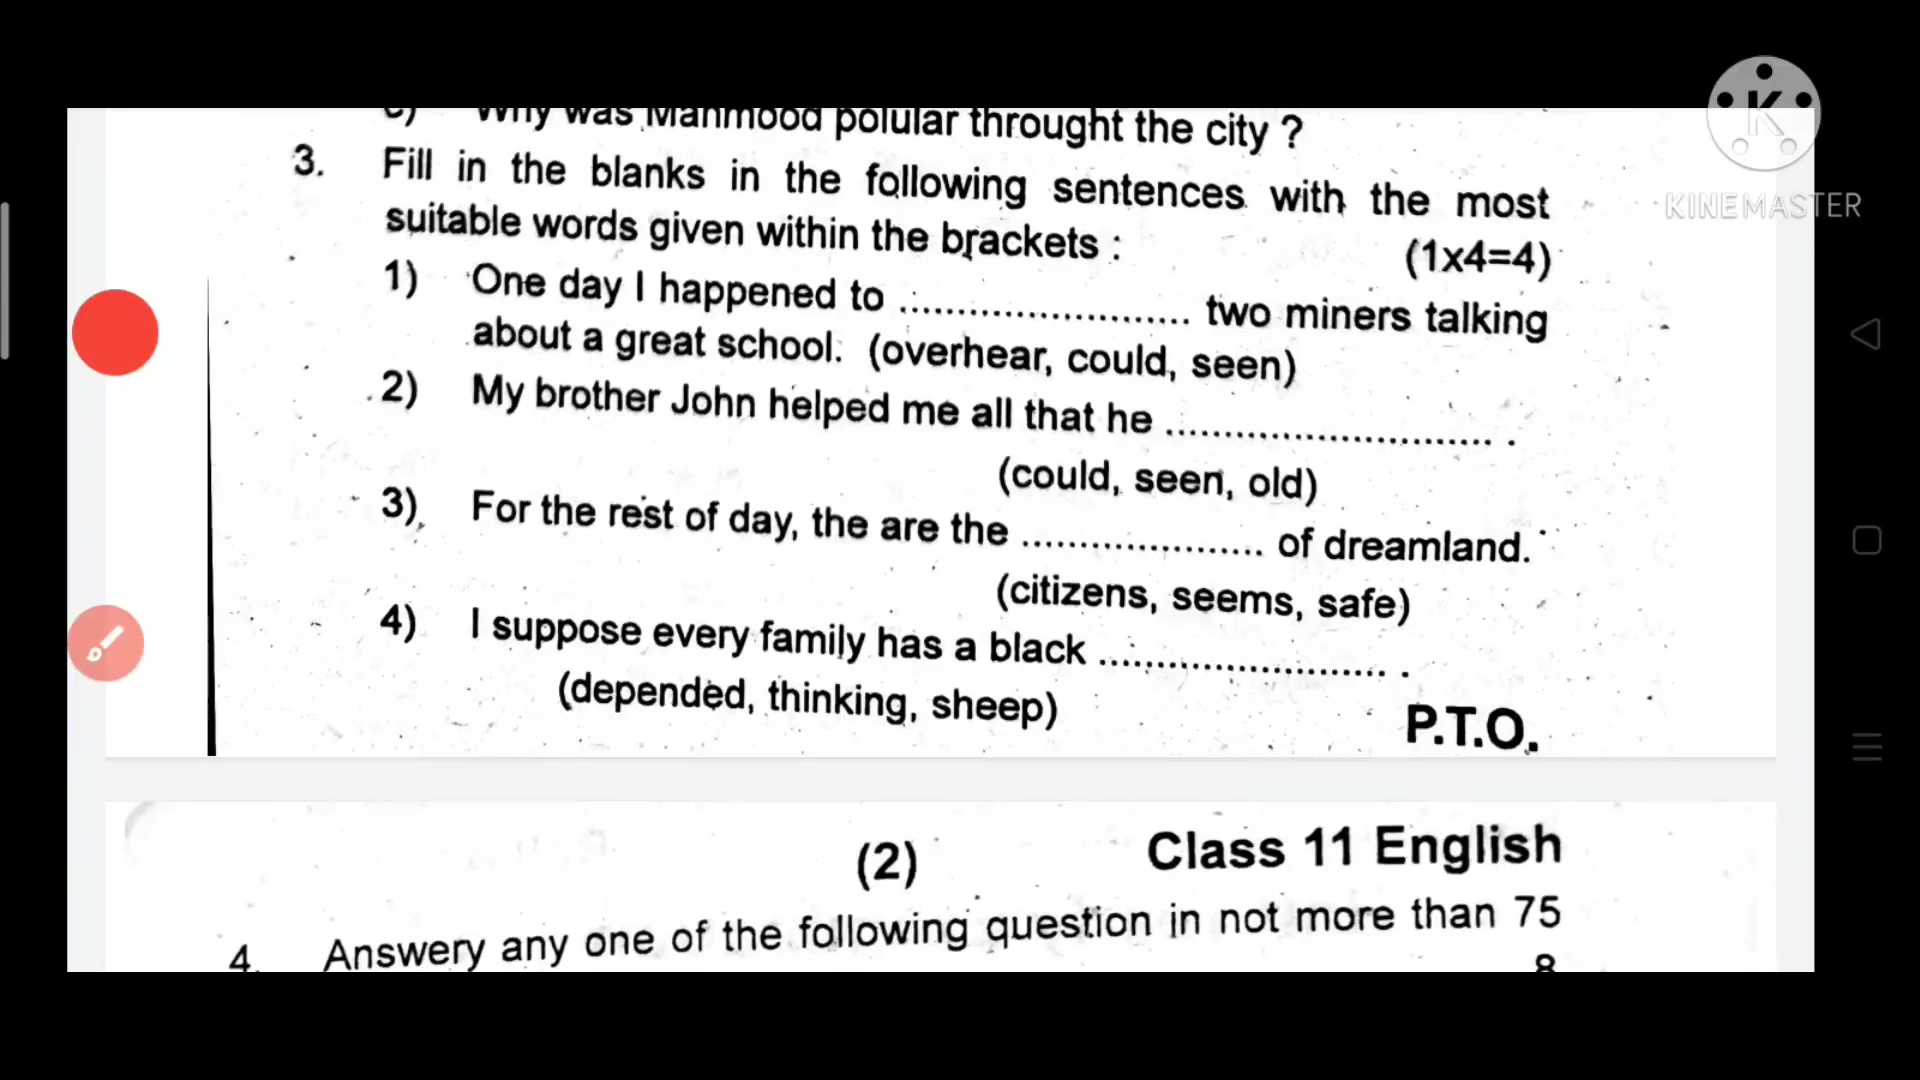 c) Why was Mahmood polular throught the city ?
3. Fill in the blanks in the following sentences with the most
suitable words given within the brackets : (1x4=4)
1) One day I happened to ............................ two miners talking
about a great school. (overhear, could, seen)
2) My brother John helped me all that he ............................... .
(could, seen, old)
3) For the rest of day, the are the ....................... of dreamland.
(citizens, seems, safe)
4) I suppose every family has a black ............................ .
(depended, thinking, sheep)
P.T.O.
(2) Class 11 English
4. Answery any one of the following question in not more than 75
8
K
KINEMASTER